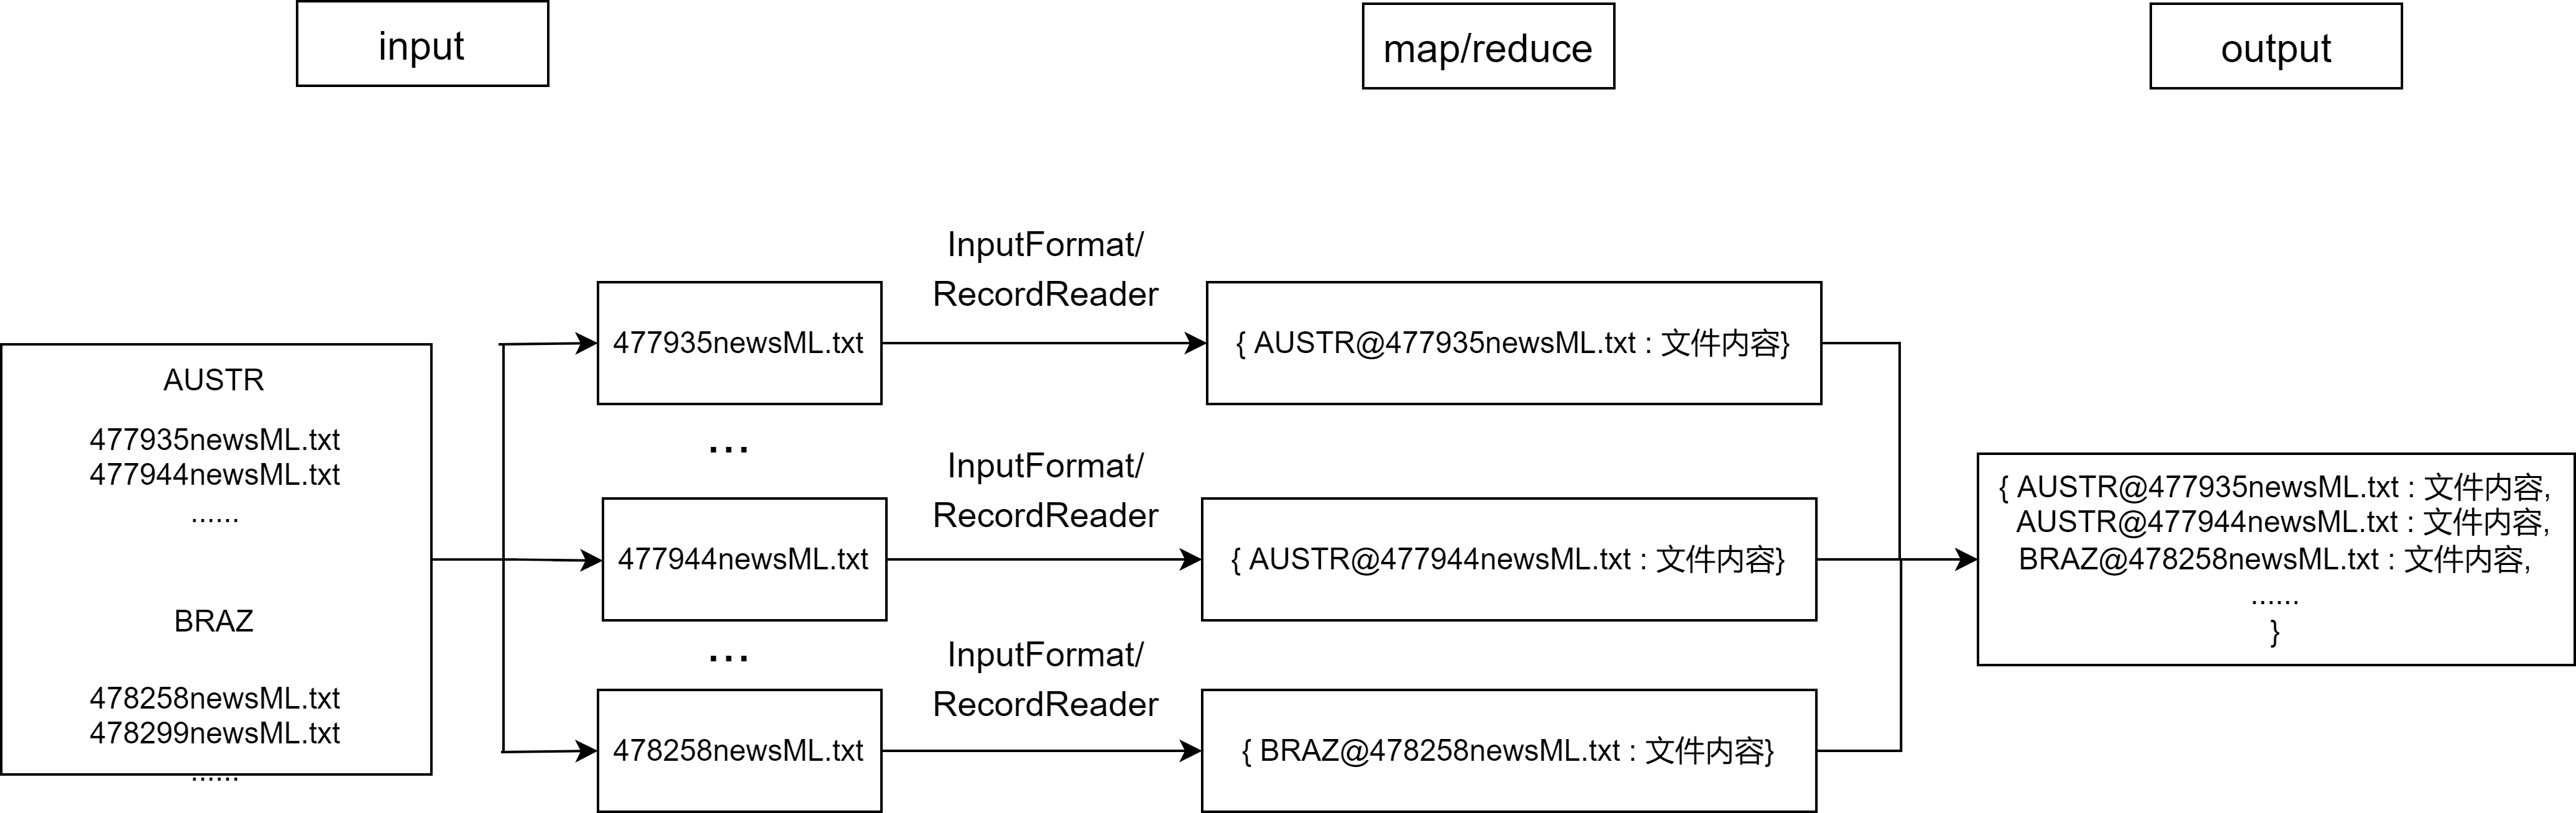 input
map/reduce
output
AUSTR
477935newsML.txt
477944newsML.txt
......
BRAZ
478258newsML.txt
478299newsML.txt
......
477935newsML.txt
...
477944newsML.txt
...
478258newsML.txt
InputFormat/
RecordReader
InputFormat/
RecordReader
InputFormat/
RecordReader
{ AUSTR@477935newsML.txt : 文件内容}
{ AUSTR@477944newsML.txt : 文件内容}
{ BRAZ@478258newsML.txt : 文件内容}
{ AUSTR@477935newsML.txt : 文件内容,
AUSTR@477944newsML.txt : 文件内容,
BRAZ@478258newsML.txt : 文件内容,
......
}